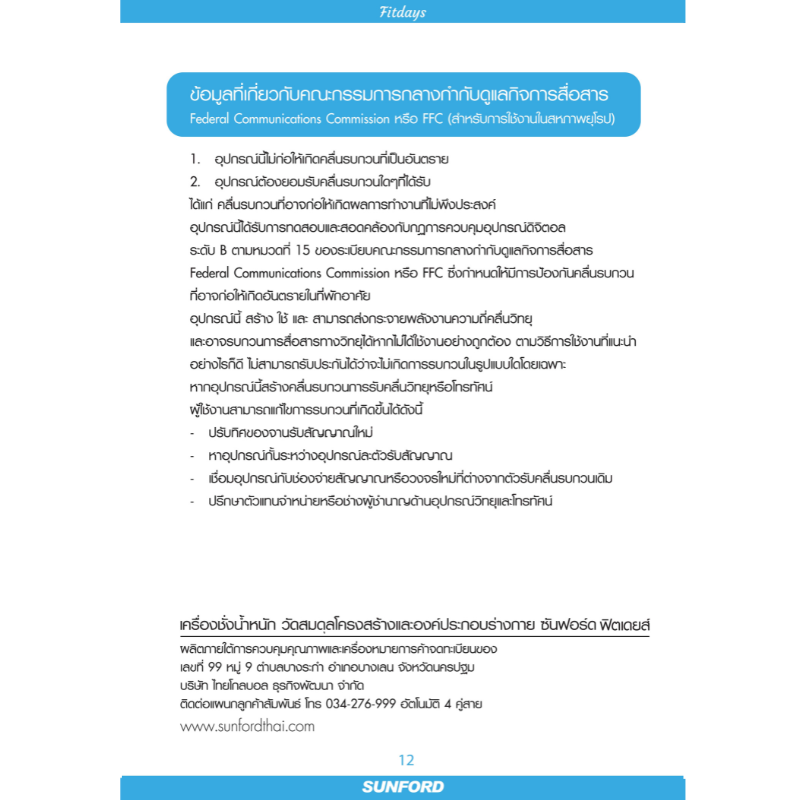 Fitdays
ข้อมูลที่เกี่ยวกับคณะกรรมการกลางกำกับดูแลกิจการสื่อสาร
Federal Communications Commission หรือ FFC (สำหรับการใช้งานในสหภาพยุโรป)
1. อุปกรณ์นี้ไม่ก่อให้เกิดคลื่นรบกวนที่เป็นอันตราย
2. อุปกรณ์ต้องยอมรับคลื่นรบกวนใดๆที่ได้รับ
ได้แก่ คลื่นรบกวนที่อาจก่อให้เกิดผลการทำงานที่ไม่พึงประสงค์
อุปกรณ์นี้ได้รับการทดสอบและสอดคล้องกับกฎการควบคุมอุปกรณ์ดิจิตอล
ระดับ B ตามหมวดที่ 15 ของระเบียบคณะกรรมการกลางกำกับดูแลกิจการสื่อสาร
Federal Communications Commission หรือ FFC ซึ่งกำหนดให้มีการป้องกันคลื่นรบกวน
ที่อาจก่อให้เกิดอันตรายในที่พักอาศัย
อุปกรณ์นี้ สร้าง ใช้ และ สามารถส่งกระจายพลังงานความถี่คลื่นวิทยุ
และอาจรบกวนการสื่อสารทางวิทยุได้หากไม่ได้ใช้งานอย่างถูกต้อง ตามวิธีการใช้งานที่แนะนำ
อย่างไรก็ดี ไม่สามารถรับประกันได้ว่าจะไม่เกิดการรบกวนในรูปแบบใดโดยเฉพาะ
หากอุปกรณ์นี้สร้างคลื่นรบกวนการรับคลื่นวิทยุหรือโทรทัศน์
ผู้ใช้งานสามารถแก้ไขการรบกวนที่เกิดขึ้นได้ดังนี้
- ปรับทิศของจานรับสัญญาณใหม่
- หาอุปกรณ์กั้นระหว่างอุปกรณ์ละตัวรับสัญญาณ
- เชื่อมอุปกรณ์กับช่องจ่ายสัญญาณหรือวงจรใหม่ที่ต่างจากตัวรับคลื่นรบกวนเดิม
- ปรึกษาตัวแทนจำหน่ายหรือช่างผู้ชำนาญด้านอุปกรณ์วิทยุและโทรทัศน์
เครื่องชั่งน้ำหนัก วัดสมดุลโครงสร้างและองค์ประกอบร่างกาย ซันฟอร์ด ฟิตเดยส์
ผลิตภายใต้การควบคุมคุณภาพและเครื่องหมายการค้าจดทะเบียนของ
เลขที่ 99 หมู่ 9 ตำบลบางระกำ อำเภอบางเลน จังหวัดนครปฐม
บริษัท ไทยโกลบอล ธุรกิจพัฒนา จำกัด
ติดต่อแผนกลูกค้าสัมพันธ์ โทร 034-276-999 อัตโนมัติ 4 คู่สาย
www.sunfordthai.com
12
SUNFORD